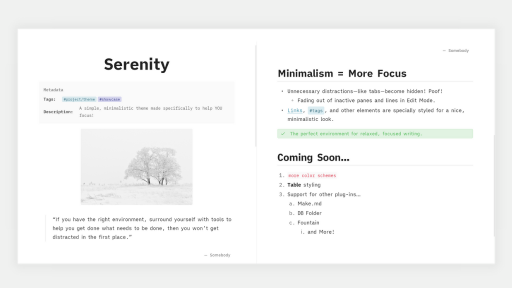 Serenity
Metadata
Tags: #project/theme #showcase
Description: A simple, minimalistic theme made specifically to help YOU
focus!
"If you have the right environment, surround yourself with tools to
help you get done what needs to be done, then you won't get
distracted in the first place."
— Somebody
— Somebody
Minimalism = More Focus
• Unnecessary distractions—like tabs—become hidden! Poof!
Fading out of inactive panes and lines in Edit Mode.
• Links, #tags, and other elements are specially styled for a nice,
minimalistic look.
The perfect environment for relaxed, focused writing.
Coming Soon...
1. more color schemes
2. Table styling
3. Support for other plug-ins...
a. Make.md
b. DB Folder
c. Fountain
i. and More!